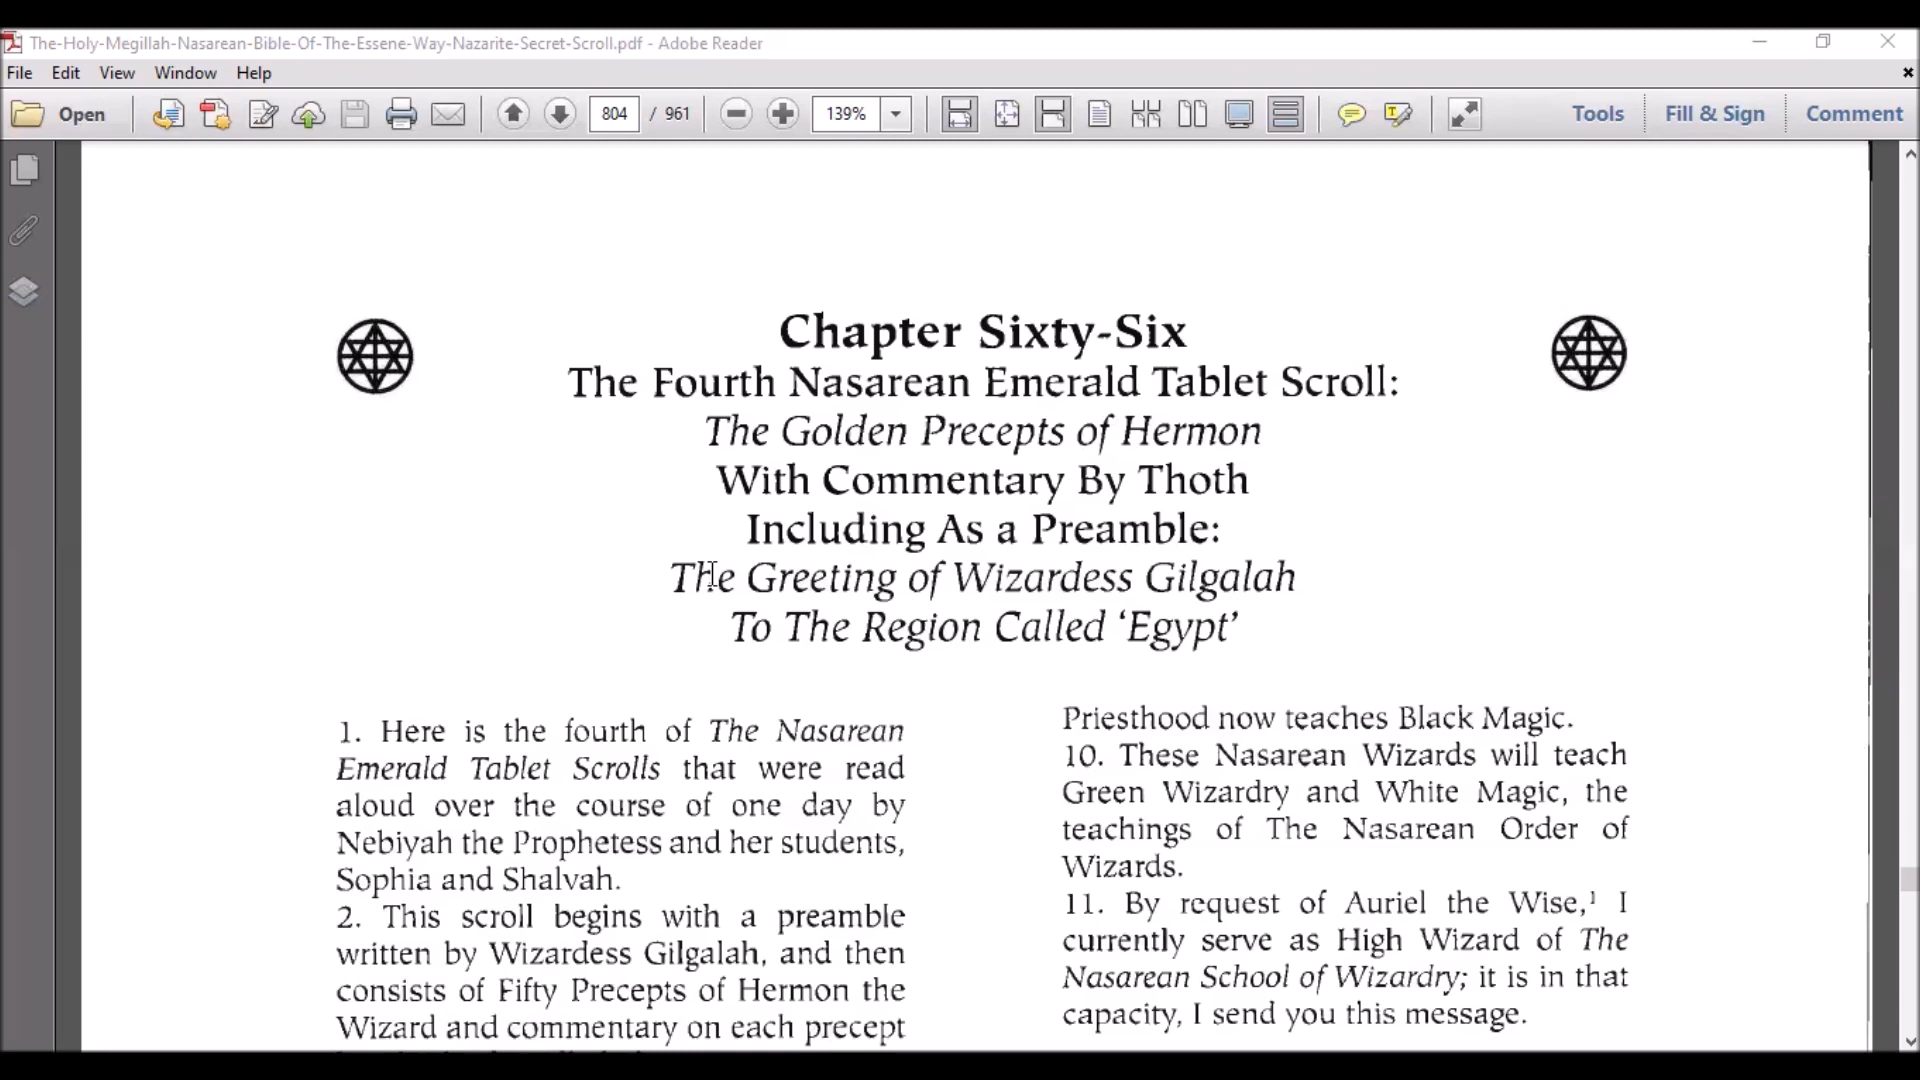 The-Holy-Megillah-Nasarean-Bible-Of-The-Essene-Way-Nazarite-Secret-Scroll.pdf - Adobe Reader
File Edit View Window Help
Open 804 / 961 139% Tools Fill & Sign Comment
Chapter Sixty-Six
The Fourth Nasarean Emerald Tablet Scroll:
The Golden Precepts of Hermon
With Commentary By Thoth
Including As a Preamble:
The Greeting of Wizardess Gilgalah
To The Region Called ‘Egypt’
1. Here is the fourth of The Nasarean
Emerald Tablet Scrolls that were read
aloud over the course of one day by
Nebiyah the Prophetess and her students,
Sophia and Shalvah.
2. This scroll begins with a preamble
written by Wizardess Gilgalah, and then
consists of Fifty Precepts of Hermon the
Wizard and commentary on each precept
Priesthood now teaches Black Magic.
10. These Nasarean Wizards will teach
Green Wizardry and White Magic, the
teachings of The Nasarean Order of
Wizards.
11. By request of Auriel the Wise,¹ I
currently serve as High Wizard of The
Nasarean School of Wizardry; it is in that
capacity, I send you this message.